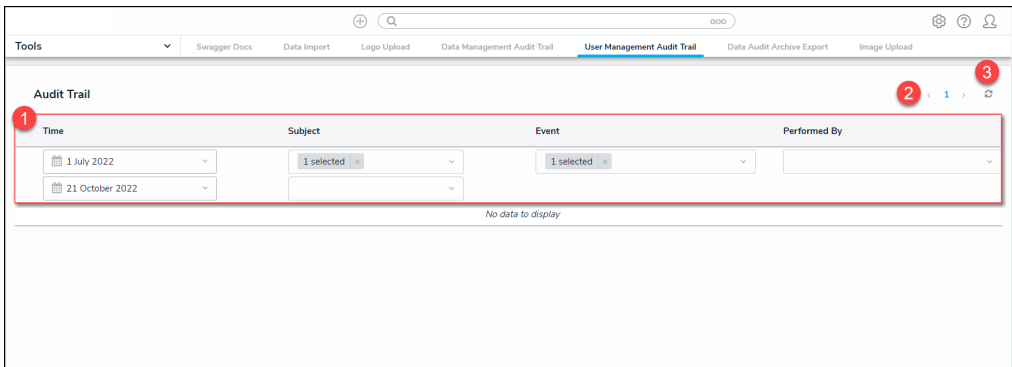 ooo
Tools Swagger Docs Data Import Logo Upload Data Management Audit Trail User Management Audit Trail Data Audit Archive Export Image Upload
3
Audit Trail 2 < 1 >
1
Time Subject Event Performed By
1 July 2022 1 selected × 1 selected ×
21 October 2022
No data to display